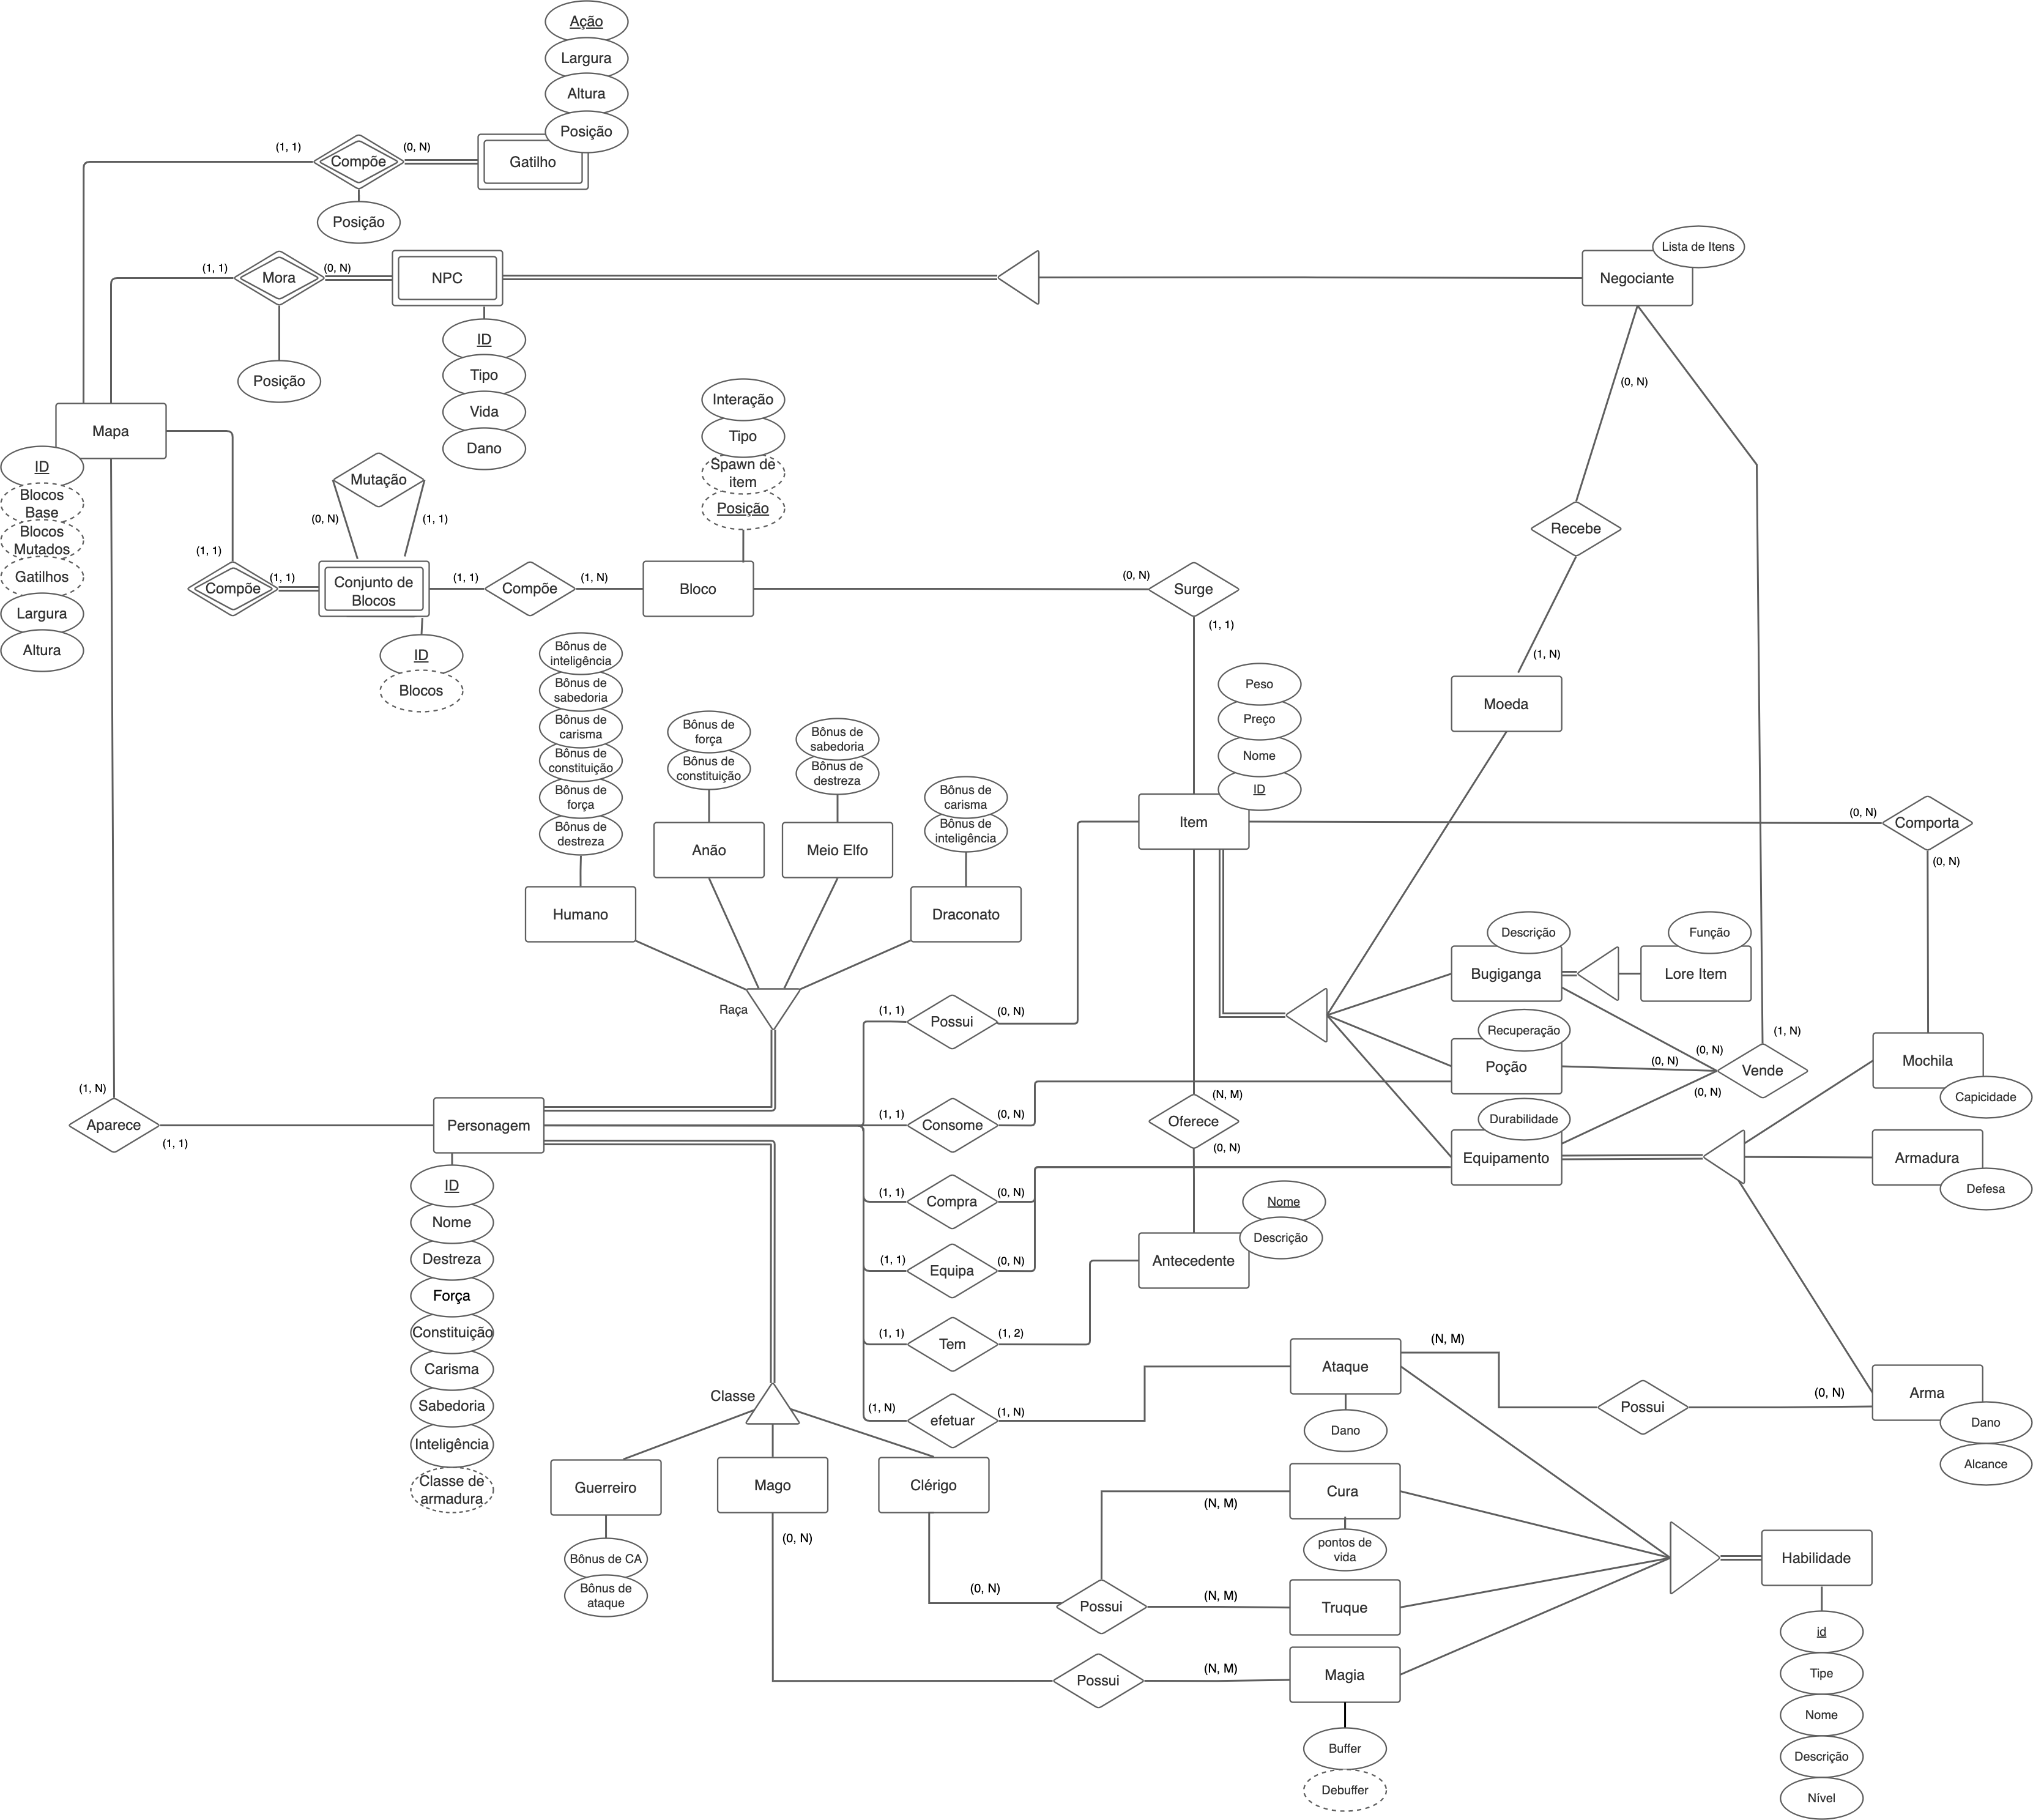 Ação
Largura
Altura
Posição
(1, 1)
Compõe
(0, N)
Gatilho
Posição
Lista de Itens
(1, 1)
Mora
(0, N)
NPC
Negociante
ID
Tipo
Vida
Dano
Posição
(0, N)
Mapa
ID
Blocos
Base
Blocos
Mutados
Gatilhos
Largura
Altura
Interação
Tipo
Spawn de
item
Posição
Mutação
(0, N)
(1, 1)
Recebe
(1, 1)
Compõe
(1, 1)
Conjunto de
Blocos
(1, 1)
Compõe
(1, N)
Bloco
(0, N)
Surge
(1, 1)
ID
Blocos
(1, N)
Moeda
Bônus de
inteligência
Bônus de
sabedoria
Bônus de
carisma
Bônus de
constituição
Bônus de
força
Bônus de
destreza
Bônus de
força
Bônus de
constituição
Bônus de
sabedoria
Bônus de
destreza
Bônus de
carisma
Bônus de
inteligência
Peso
Preço
Nome
ID
Item
(0, N)
Comporta
(0, N)
Anão
Meio Elfo
Humano
Draconato
Raça
Descrição
Bugiganga
Função
Lore Item
(1, 1)
Possui
(0, N)
Recuperação
Poção
(0, N)
(0, N)
(0, N)
(1, N)
Vende
Mochila
Capicidade
(1, N)
Aparece
(1, 1)
Personagem
(1, 1)
Consome
(0, N)
(N, M)
Oferece
(0, N)
Durabilidade
Equipamento
Armadura
Defesa
ID
Nome
Destreza
Força
Constituição
Carisma
Sabedoria
Inteligência
Classe de
armadura
(1, 1)
Compra
(0, N)
Nome
Descrição
Antecedente
(1, 1)
Equipa
(0, N)
(1, 1)
Tem
(1, 2)
Ataque
(N, M)
Dano
Possui
(0, N)
Arma
Dano
Alcance
Classe
(1, N)
efetuar
(1, N)
Guerreiro
Mago
Clérigo
Cura
(N, M)
pontos de
vida
(0, N)
Bônus de CA
Bônus de
ataque
(0, N)
Possui
(N, M)
Truque
Habilidade
id
Tipe
Nome
Descrição
Nível
Possui
(N, M)
Magia
Buffer
Debuffer